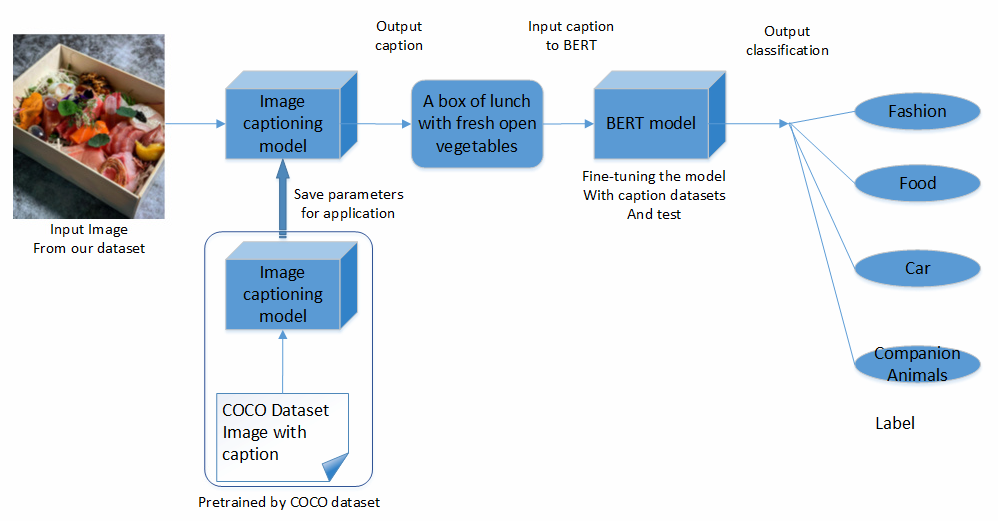 Output
caption
Input caption
to BERT
Output
classification
Image
captioning
model
A box of lunch
with fresh open
vegetables
BERT model
Fashion
Food
Car
Companion
Animals
Label
Fine-tuning the model
With caption datasets
And test
Input Image
From our dataset
Save parameters
for application
Image
captioning
model
COCO Dataset
Image with
caption
Pretrained by COCO dataset